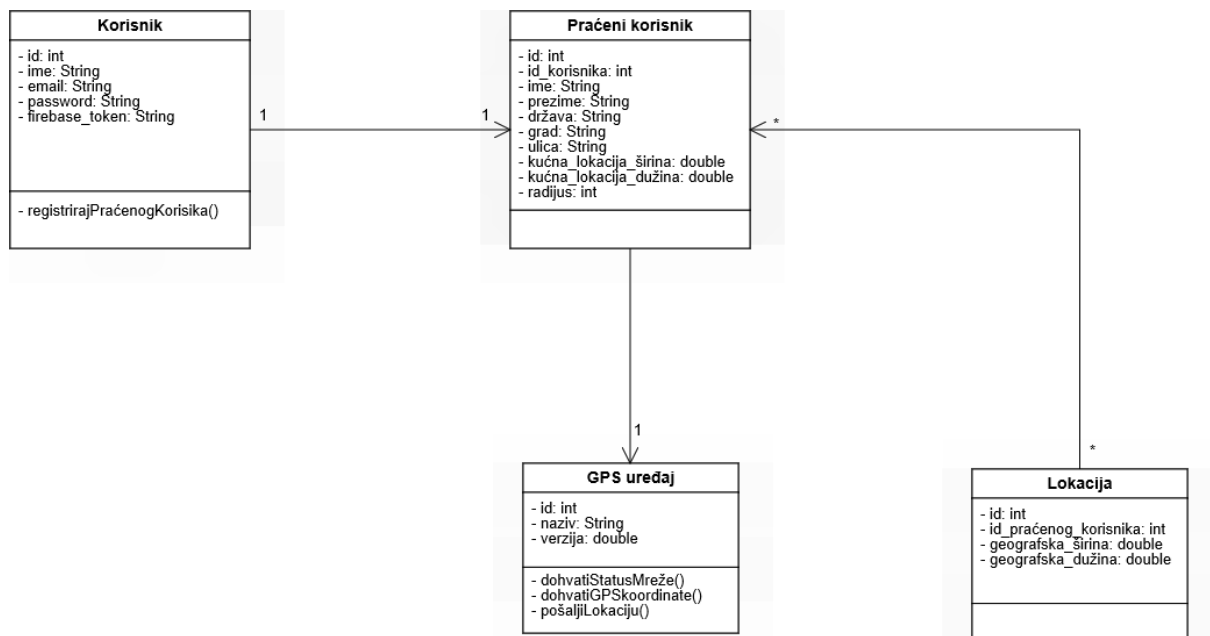 Korisnik
- id: int
- ime: String
- email: String
- password: String
- firebase_token: String
- registrirajPraćenogKorisika()
1
1
Praćeni korisnik
- id: int
- id_korisnika: int
- ime: String
- prezime: String
- država: String
- grad: String
- ulica: String
- kućna_lokacija_širina: double
- kućna_lokacija_dužina: double
- radijus: int
*
1
GPS uređaj
- id: int
- naziv: String
- verzija: double
- dohvatiStatusMreže()
- dohvatiGPSkoordinate()
- pošaljiLokaciju()
*
Lokacija
- id: int
- id_praćenog_korisnika: int
- geografska_širina: double
- geografska_dužina: double